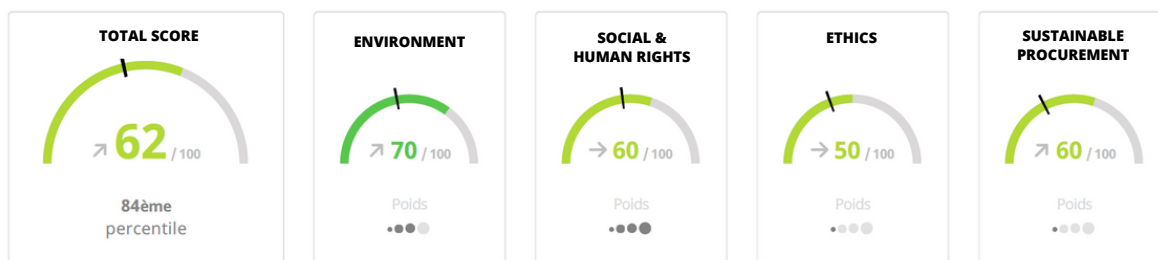 TOTAL SCORE
62 / 100
84ème
percentile
ENVIRONMENT
70 / 100
Poids
SOCIAL &
HUMAN RIGHTS
60 / 100
Poids
ETHICS
50 / 100
Poids
SUSTAINABLE
PROCUREMENT
60 / 100
Poids